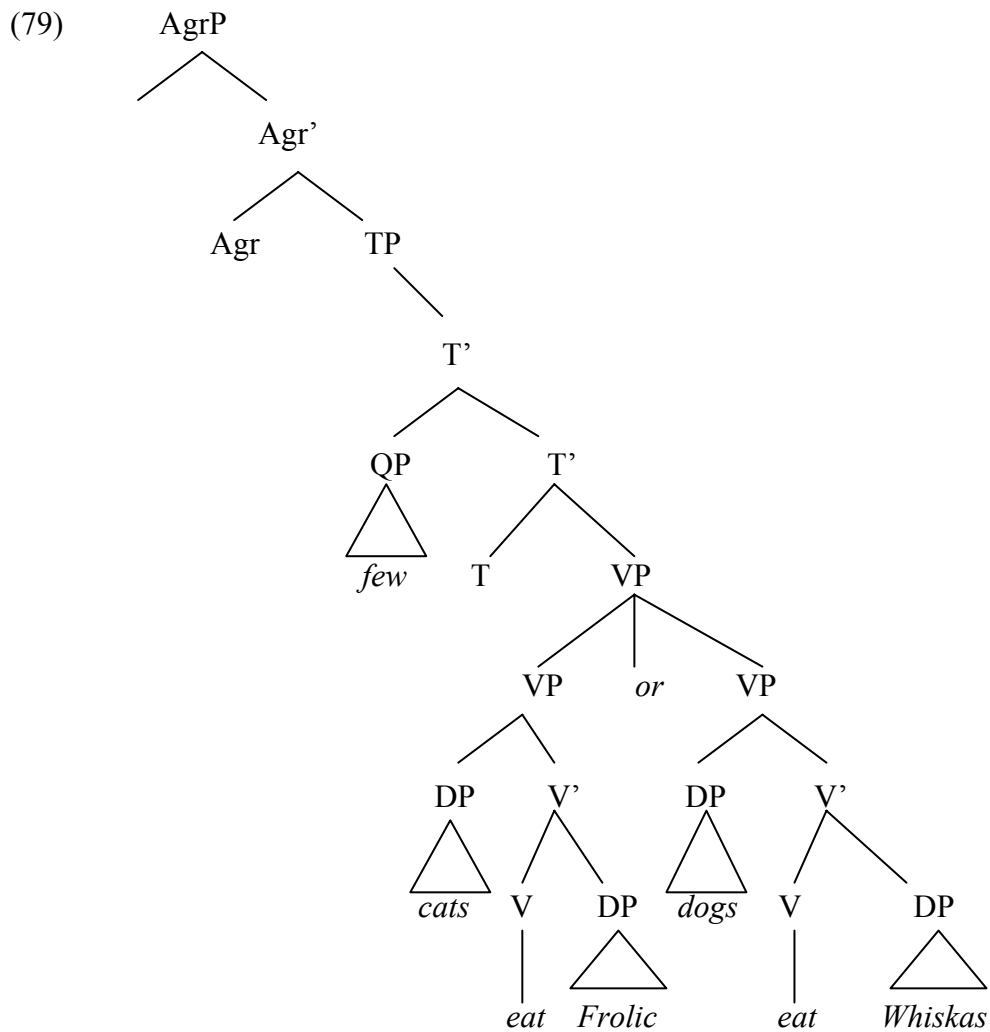 (79) AgrP
Agr’
Agr TP
T’
QP T’
few T VP
VP or VP
DP V’ DP V’
cats V DP dogs V DP
eat Frolic eat Whiskas